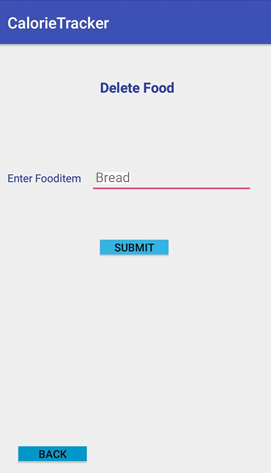 CalorieTracker
Delete Food
Enter Fooditem Bread
SUBMIT
BACK